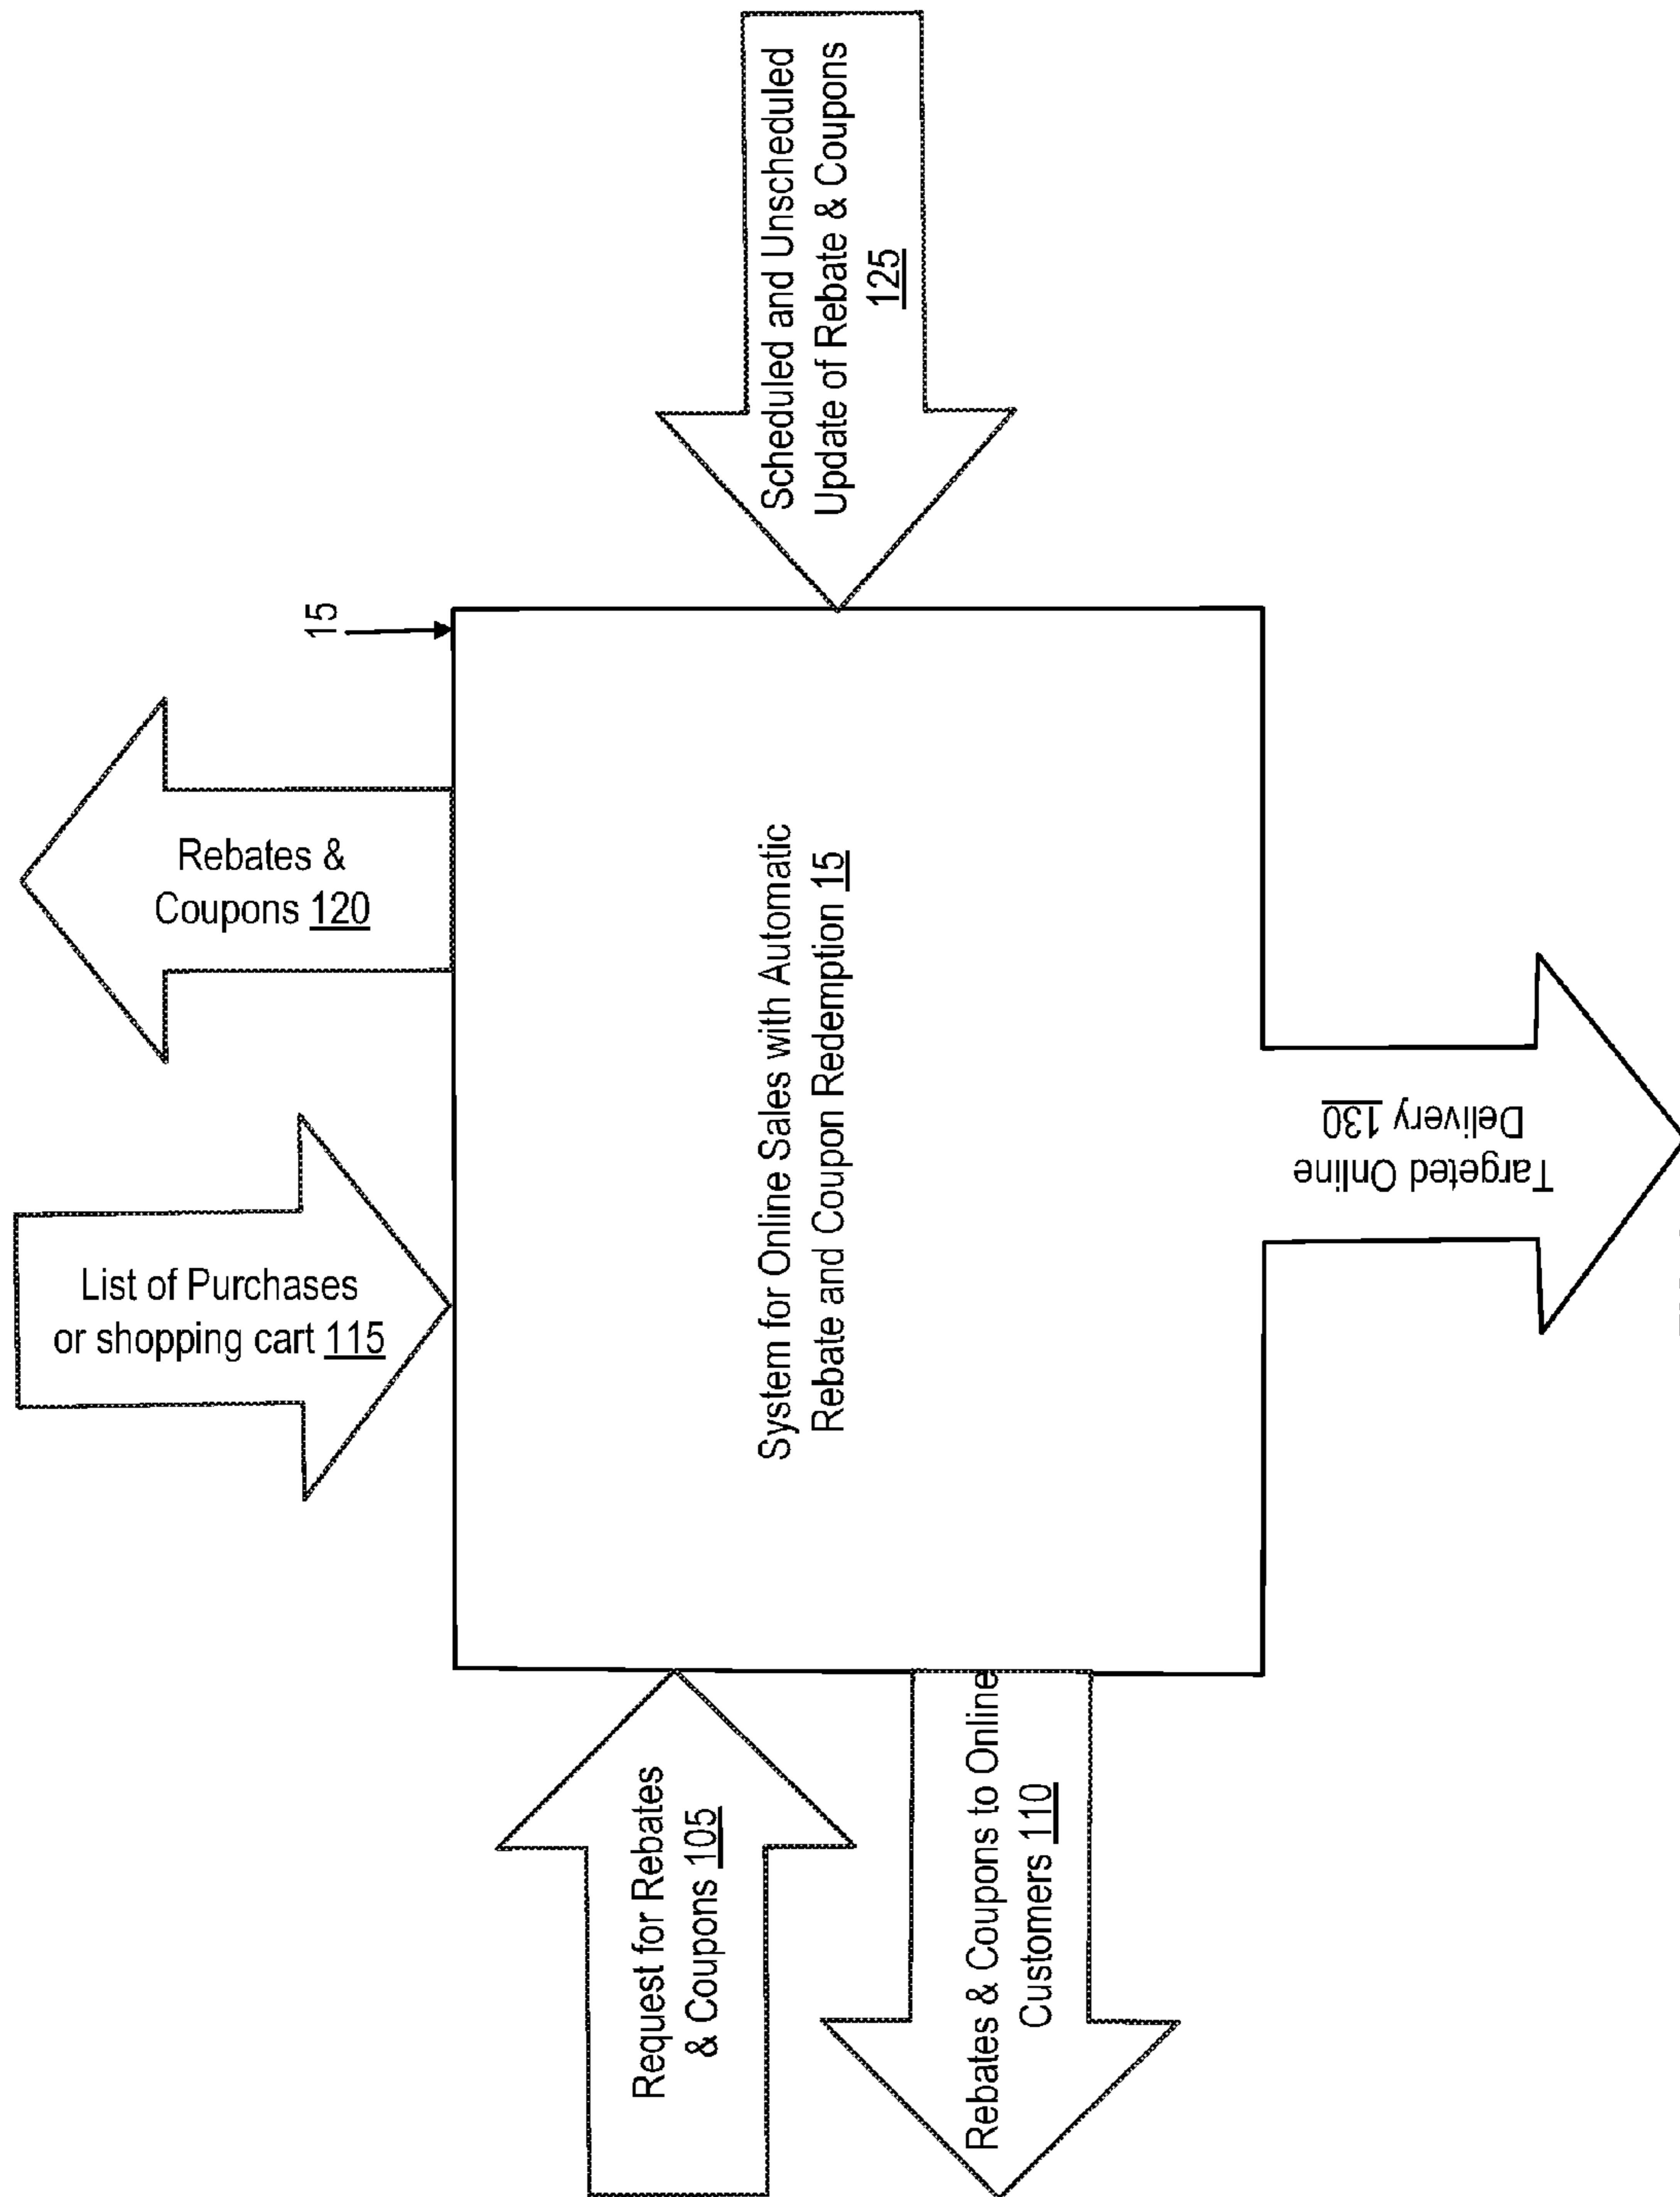 Scheduled and Unscheduled
Update of Rebate & Coupons
125
15
Rebates &
Coupons 120
List of Purchases
or shopping cart 115
System for Online Sales with Automatic
Rebate and Coupon Redemption 15
Targeted Online
Delivery 130
Request for Rebates
& Coupons 105
Rebates & Coupons to Online
Customers 110